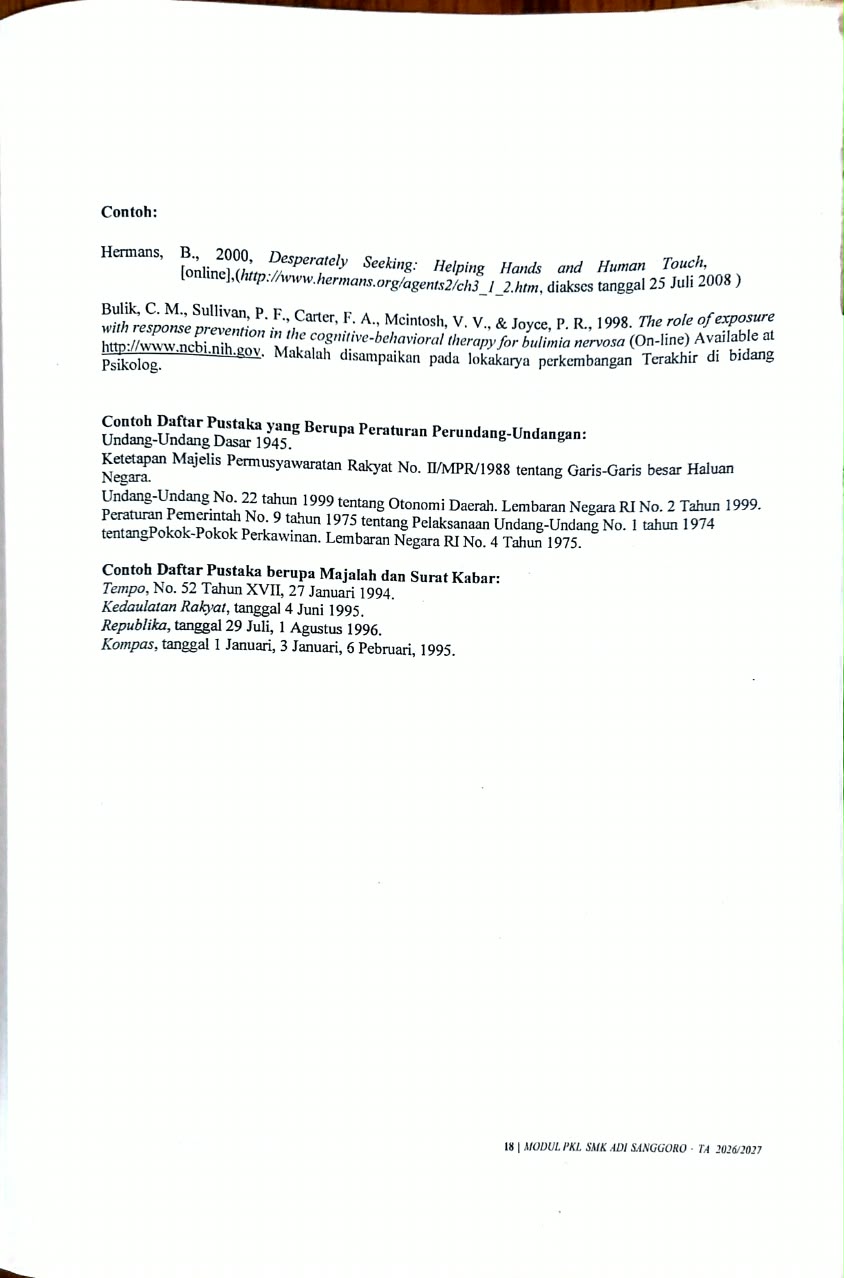 Contoh:
Hermans, B., 2000, Desperately Seeking: Helping Hands and Human Touch,
[online],(http://www.hermans.org/agents2/ch3_1_2.htm, diakses tanggal 25 Juli 2008 )
Bulik, C. M., Sullivan, P. F., Carter, F. A., Mcintosh, V. V., & Joyce, P. R., 1998. The role of exposure
with response prevention in the cognitive-behavioral therapy for bulimia nervosa (On-line) Available at
http://www.ncbi.nih.gov. Makalah disampaikan pada lokakarya perkembangan Terakhir di bidang
Psikolog.
Contoh Daftar Pustaka yang Berupa Peraturan Perundang-Undangan:
Undang-Undang Dasar 1945.
Ketetapan Majelis Permusyawaratan Rakyat No. II/MPR/1988 tentang Garis-Garis besar Haluan
Negara.
Undang-Undang No. 22 tahun 1999 tentang Otonomi Daerah. Lembaran Negara RI No. 2 Tahun 1999.
Peraturan Pemerintah No. 9 tahun 1975 tentang Pelaksanaan Undang-Undang No. 1 tahun 1974
tentangPokok-Pokok Perkawinan. Lembaran Negara RI No. 4 Tahun 1975.
Contoh Daftar Pustaka berupa Majalah dan Surat Kabar:
Tempo, No. 52 Tahun XVII, 27 Januari 1994.
Kedaulatan Rakyat, tanggal 4 Juni 1995.
Republika, tanggal 29 Juli, 1 Agustus 1996.
Kompas, tanggal 1 Januari, 3 Januari, 6 Pebruari, 1995.
18 | MODUL PKL SMK ADI SANGGORO - TA 2026/2027